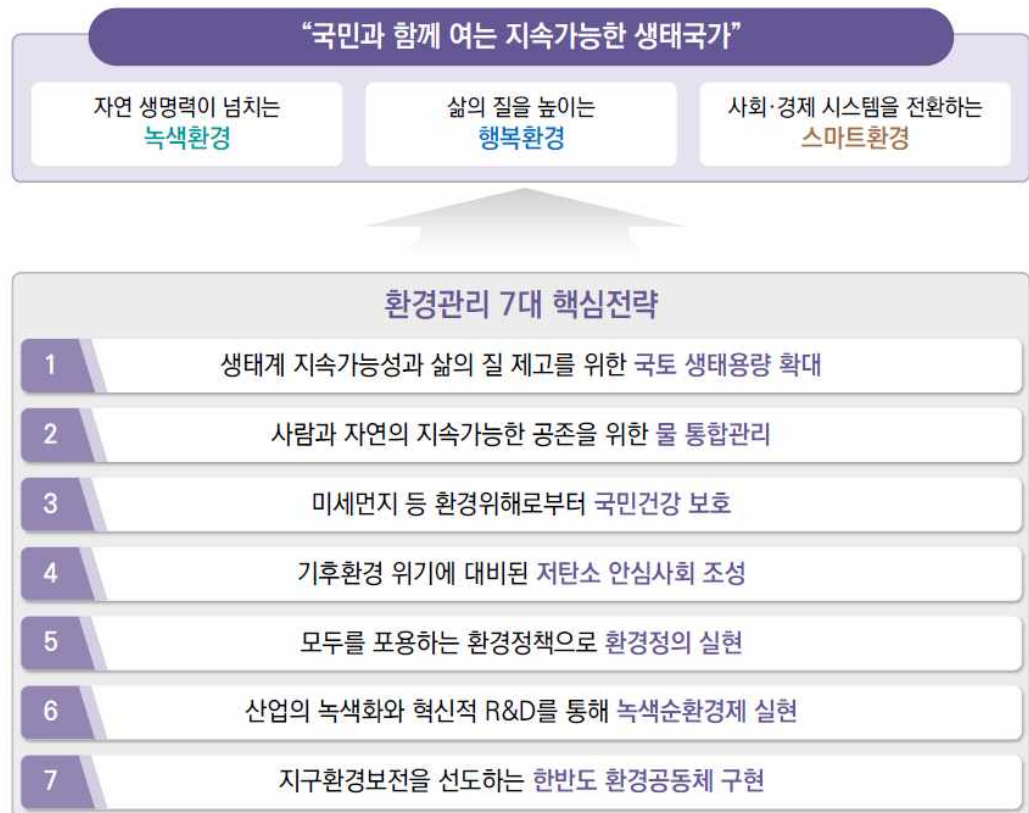 “국민과 함께 여는 지속가능한 생태국가”
자연 생명력이 넘치는
녹색환경
삶의 질을 높이는
행복환경
사회·경제 시스템을 전환하는
스마트환경
환경관리 7대 핵심전략
1 생태계 지속가능성과 삶의 질 제고를 위한 국토 생태용량 확대
2 사람과 자연의 지속가능한 공존을 위한 물 통합관리
3 미세먼지 등 환경위해로부터 국민건강 보호
4 기후환경 위기에 대비된 저탄소 안심사회 조성
5 모두를 포용하는 환경정책으로 환경정의 실현
6 산업의 녹색화와 혁신적 R&D를 통해 녹색순환경제 실현
7 지구환경보전을 선도하는 한반도 환경공동체 구현